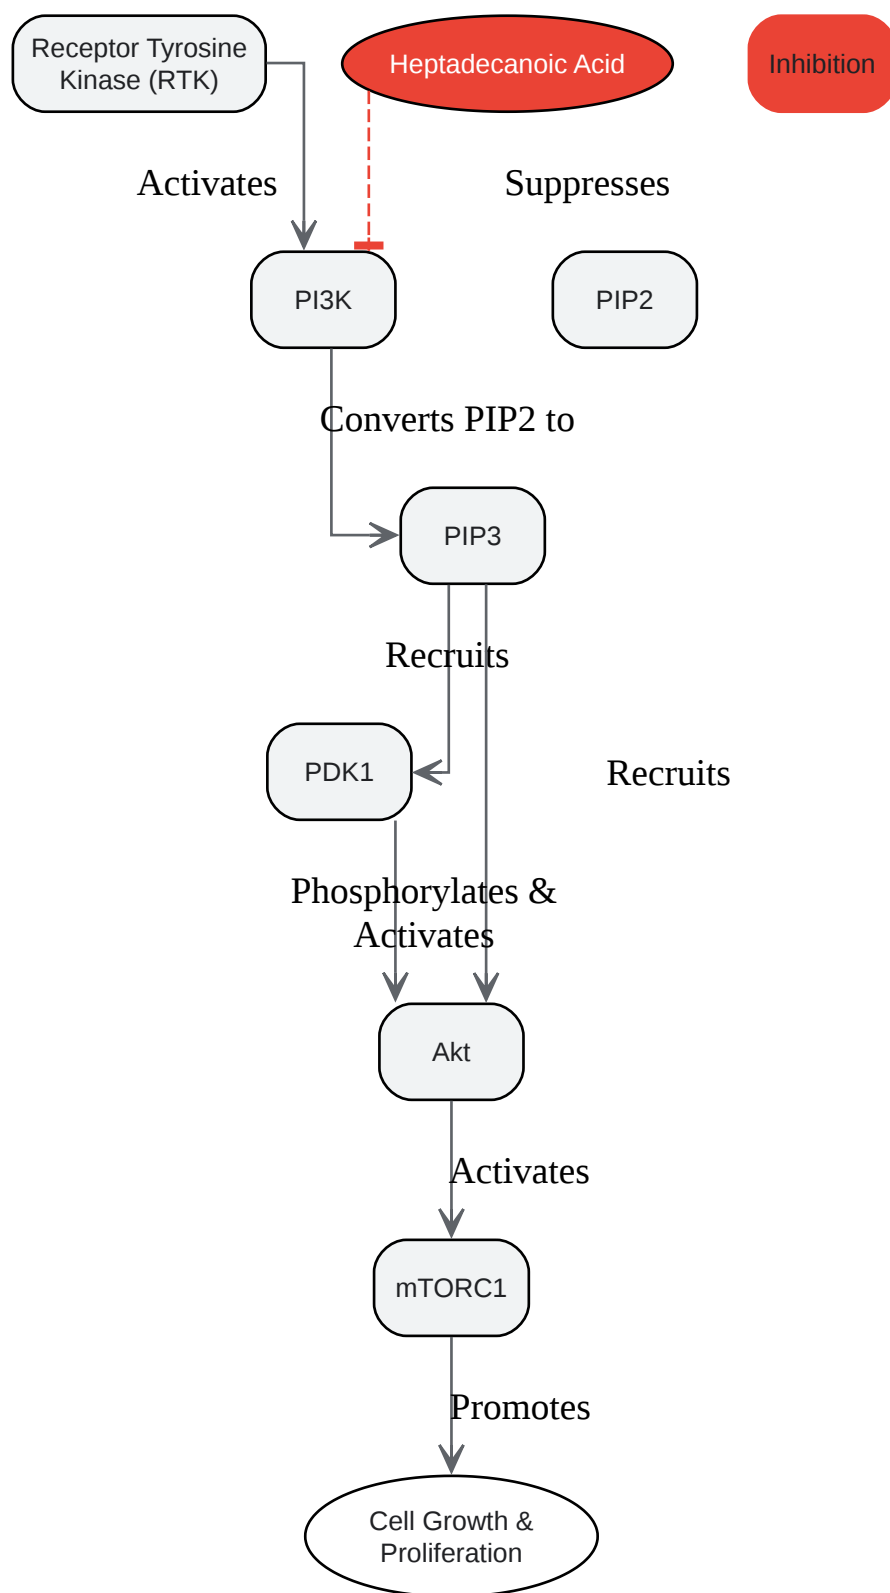 Receptor Tyrosine
Kinase (RTK)
Heptadecanoic Acid
Inhibition
Activates
Suppresses
PI3K
PIP2
Converts PIP2 to
PIP3
Recruits
PDK1
Recruits
Phosphorylates &
Activates
Akt
Activates
mTORC1
Promotes
Cell Growth &
Proliferation